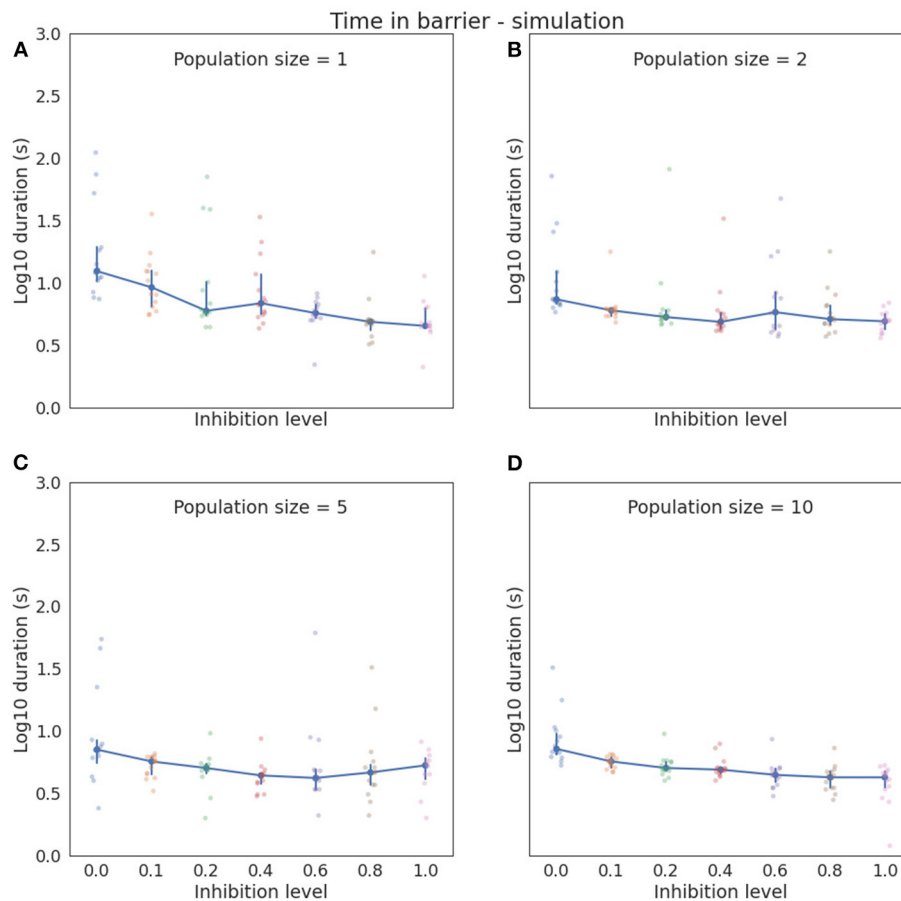 Time in barrier - simulation
A
B
Population size = 1
Population size = 2
3.0
2.5
2.0
1.5
1.0
0.5
0.0
Log10 duration (s)
Log10 duration (s)
Inhibition level
Inhibition level
C
D
Population size = 5
Population size = 10
3.0
2.5
2.0
1.5
1.0
0.5
0.0
Log10 duration (s)
Log10 duration (s)
0.0 0.1 0.2 0.4 0.6 0.8 1.0
0.0 0.1 0.2 0.4 0.6 0.8 1.0
Inhibition level
Inhibition level